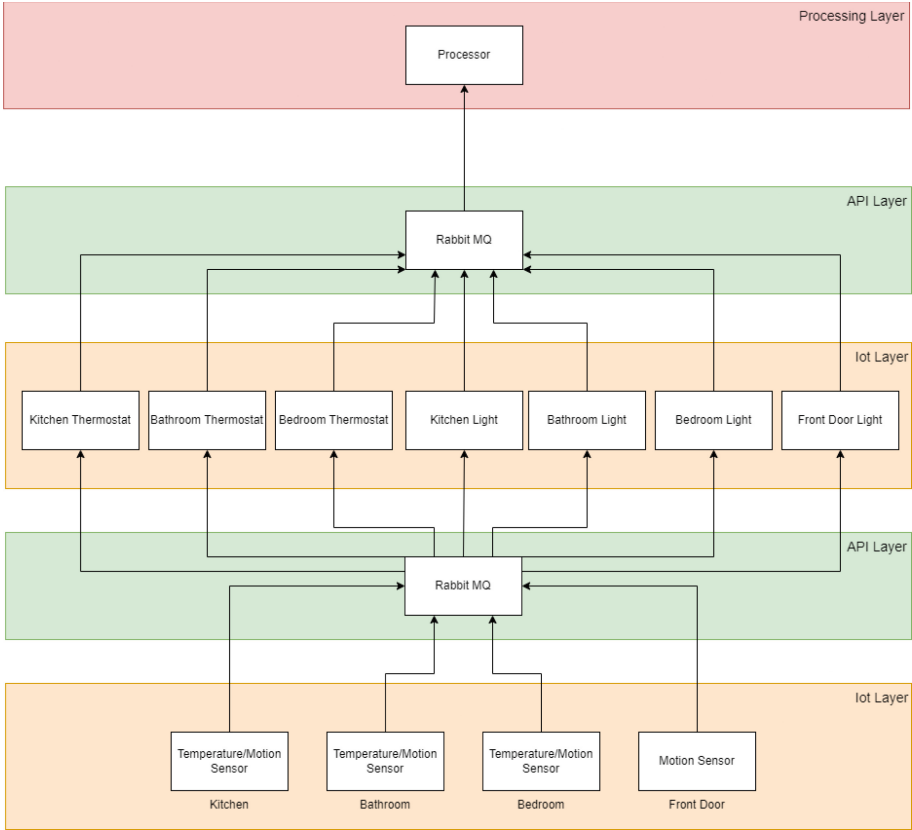 Processing Layer
Processor
API Layer
Rabbit MQ
Iot Layer
Kitchen Thermostat
Bathroom Thermostat
Bedroom Thermostat
Kitchen Light
Bathroom Light
Bedroom Light
Front Door Light
API Layer
Rabbit MQ
Iot Layer
Temperature/Motion
Sensor
Temperature/Motion
Sensor
Temperature/Motion
Sensor
Motion Sensor
Kitchen
Bathroom
Bedroom
Front Door